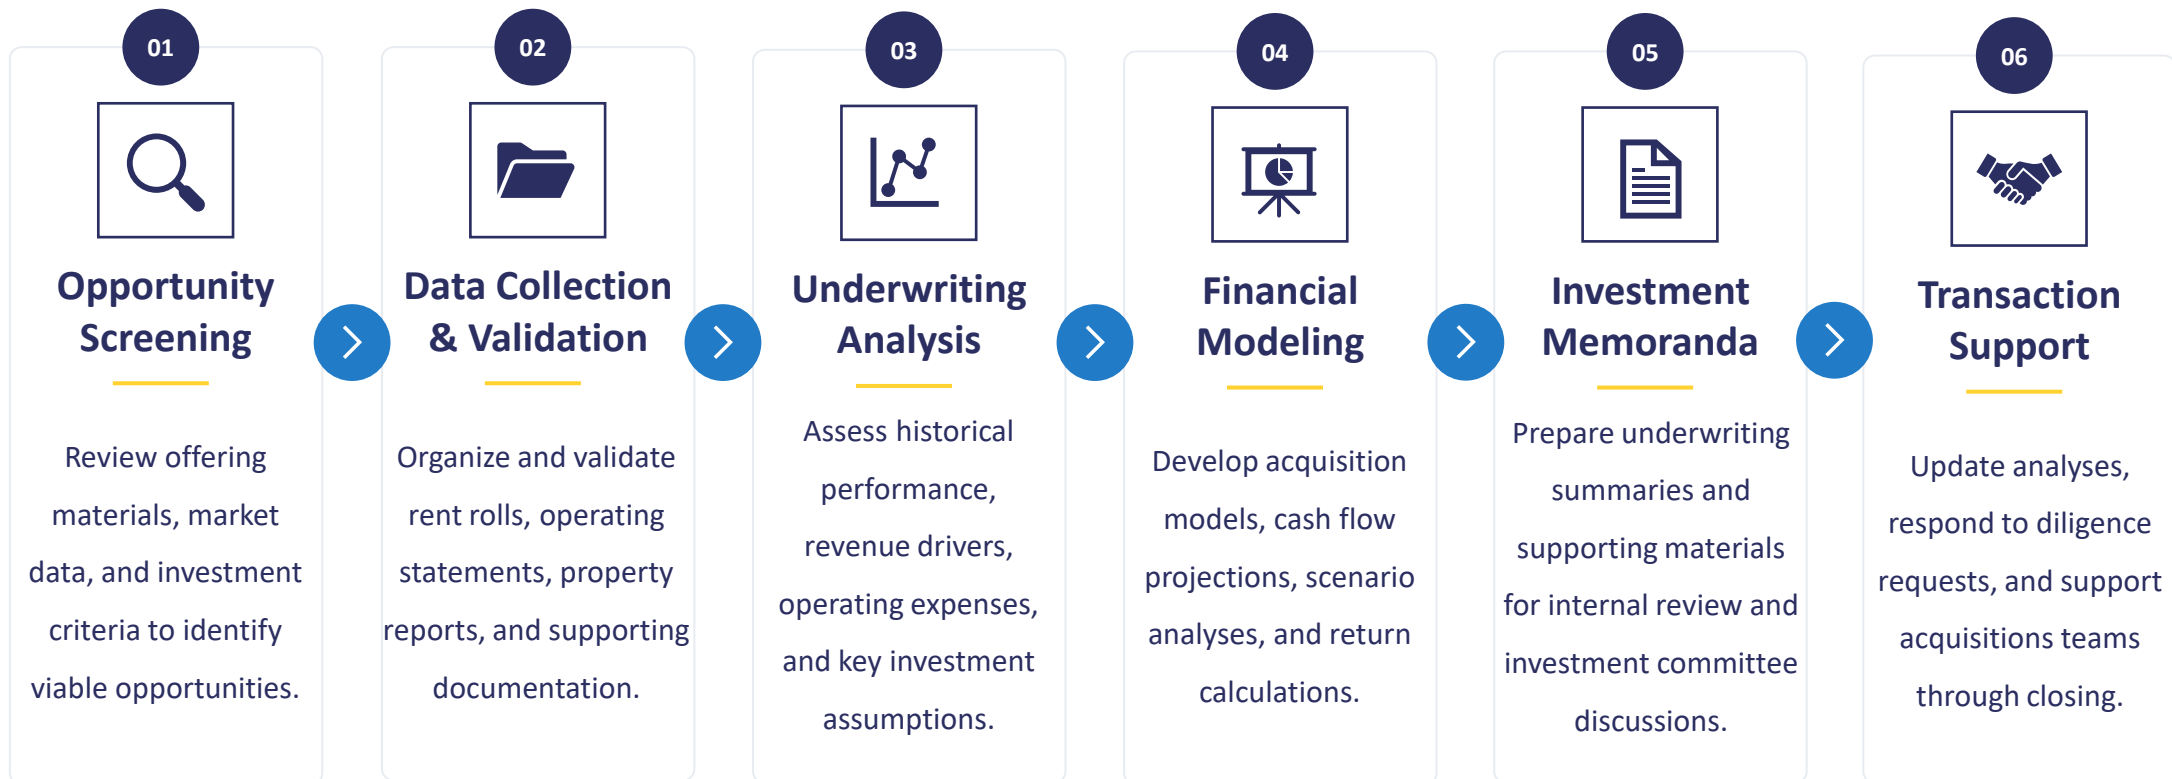 01
Opportunity
Screening
Review offering
materials, market
data, and investment
criteria to identify
viable opportunities.
02
Data Collection
& Validation
Organize and validate
rent rolls, operating
statements, property
reports, and supporting
documentation.
03
Underwriting
Analysis
Assess historical
performance,
revenue drivers,
operating expenses,
and key investment
assumptions.
04
Financial
Modeling
Develop acquisition
models, cash flow
projections, scenario
analyses, and return
calculations.
05
Investment
Memoranda
Prepare underwriting
summaries and
supporting materials
for internal review and
investment committee
discussions.
06
Transaction
Support
Update analyses,
respond to diligence
requests, and support
acquisitions teams
through closing.